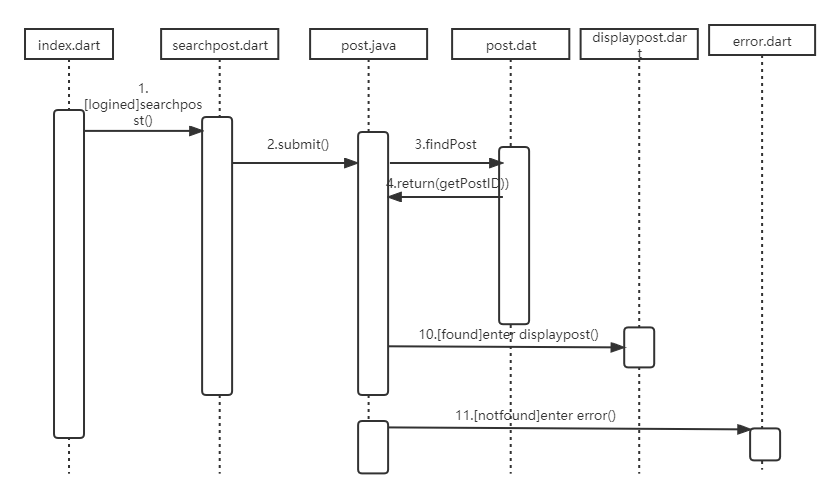 index.dart
searchpost.dart
post.java
post.dat
displaypost.dar
t
error.dart
1.
[logined]searchpos
st()
2.submit()
3.findPost
4.return(getPostID))
10.[found]enter displaypost()
11.[notfound]enter error()